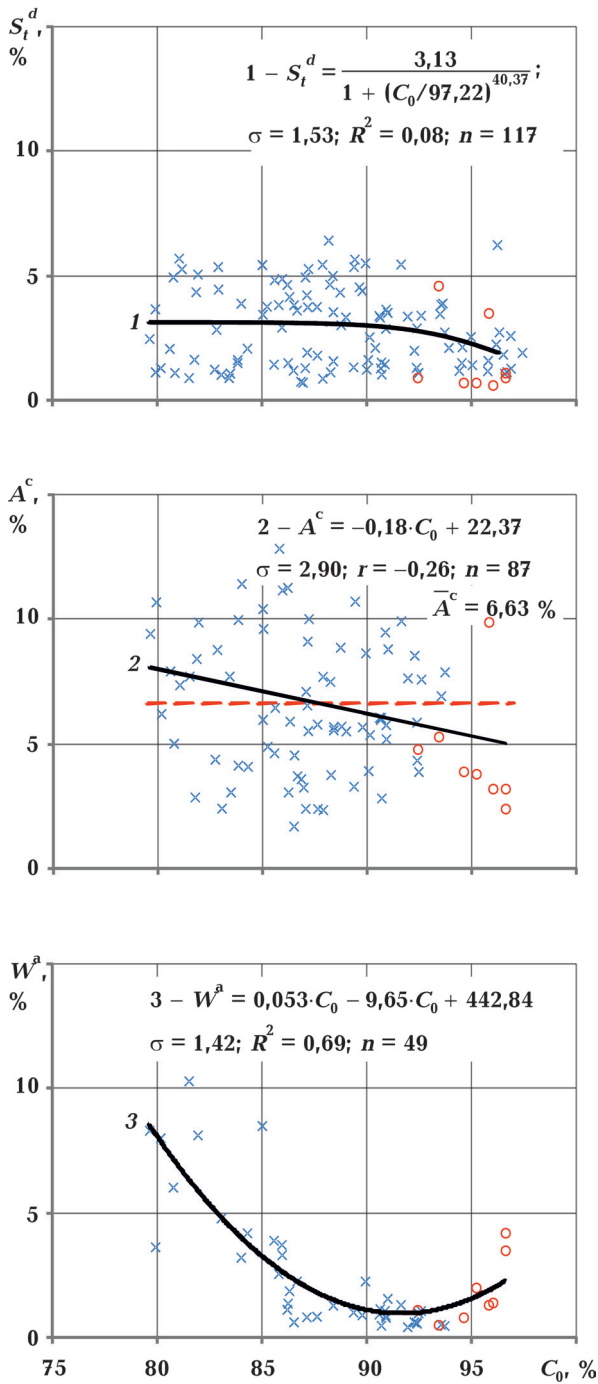 S_t^d,
%
1 – S_t^d = 3,13 / (1 + (C_0/97,22)^40,37);
σ = 1,53; R^2 = 0,08; n = 117
10
5
1
0
A^c,
%
2 – A^c = –0,18·C_0 + 22,37
σ = 2,90; r = –0,26; n = 87
A̅^c = 6,63 %
10
2
5
0
W^a,
%
3 – W^a = 0,053·C_0 – 9,65·C_0 + 442,84
σ = 1,42; R^2 = 0,69; n = 49
10
3
5
0
75 80 85 90 95 C_0, %